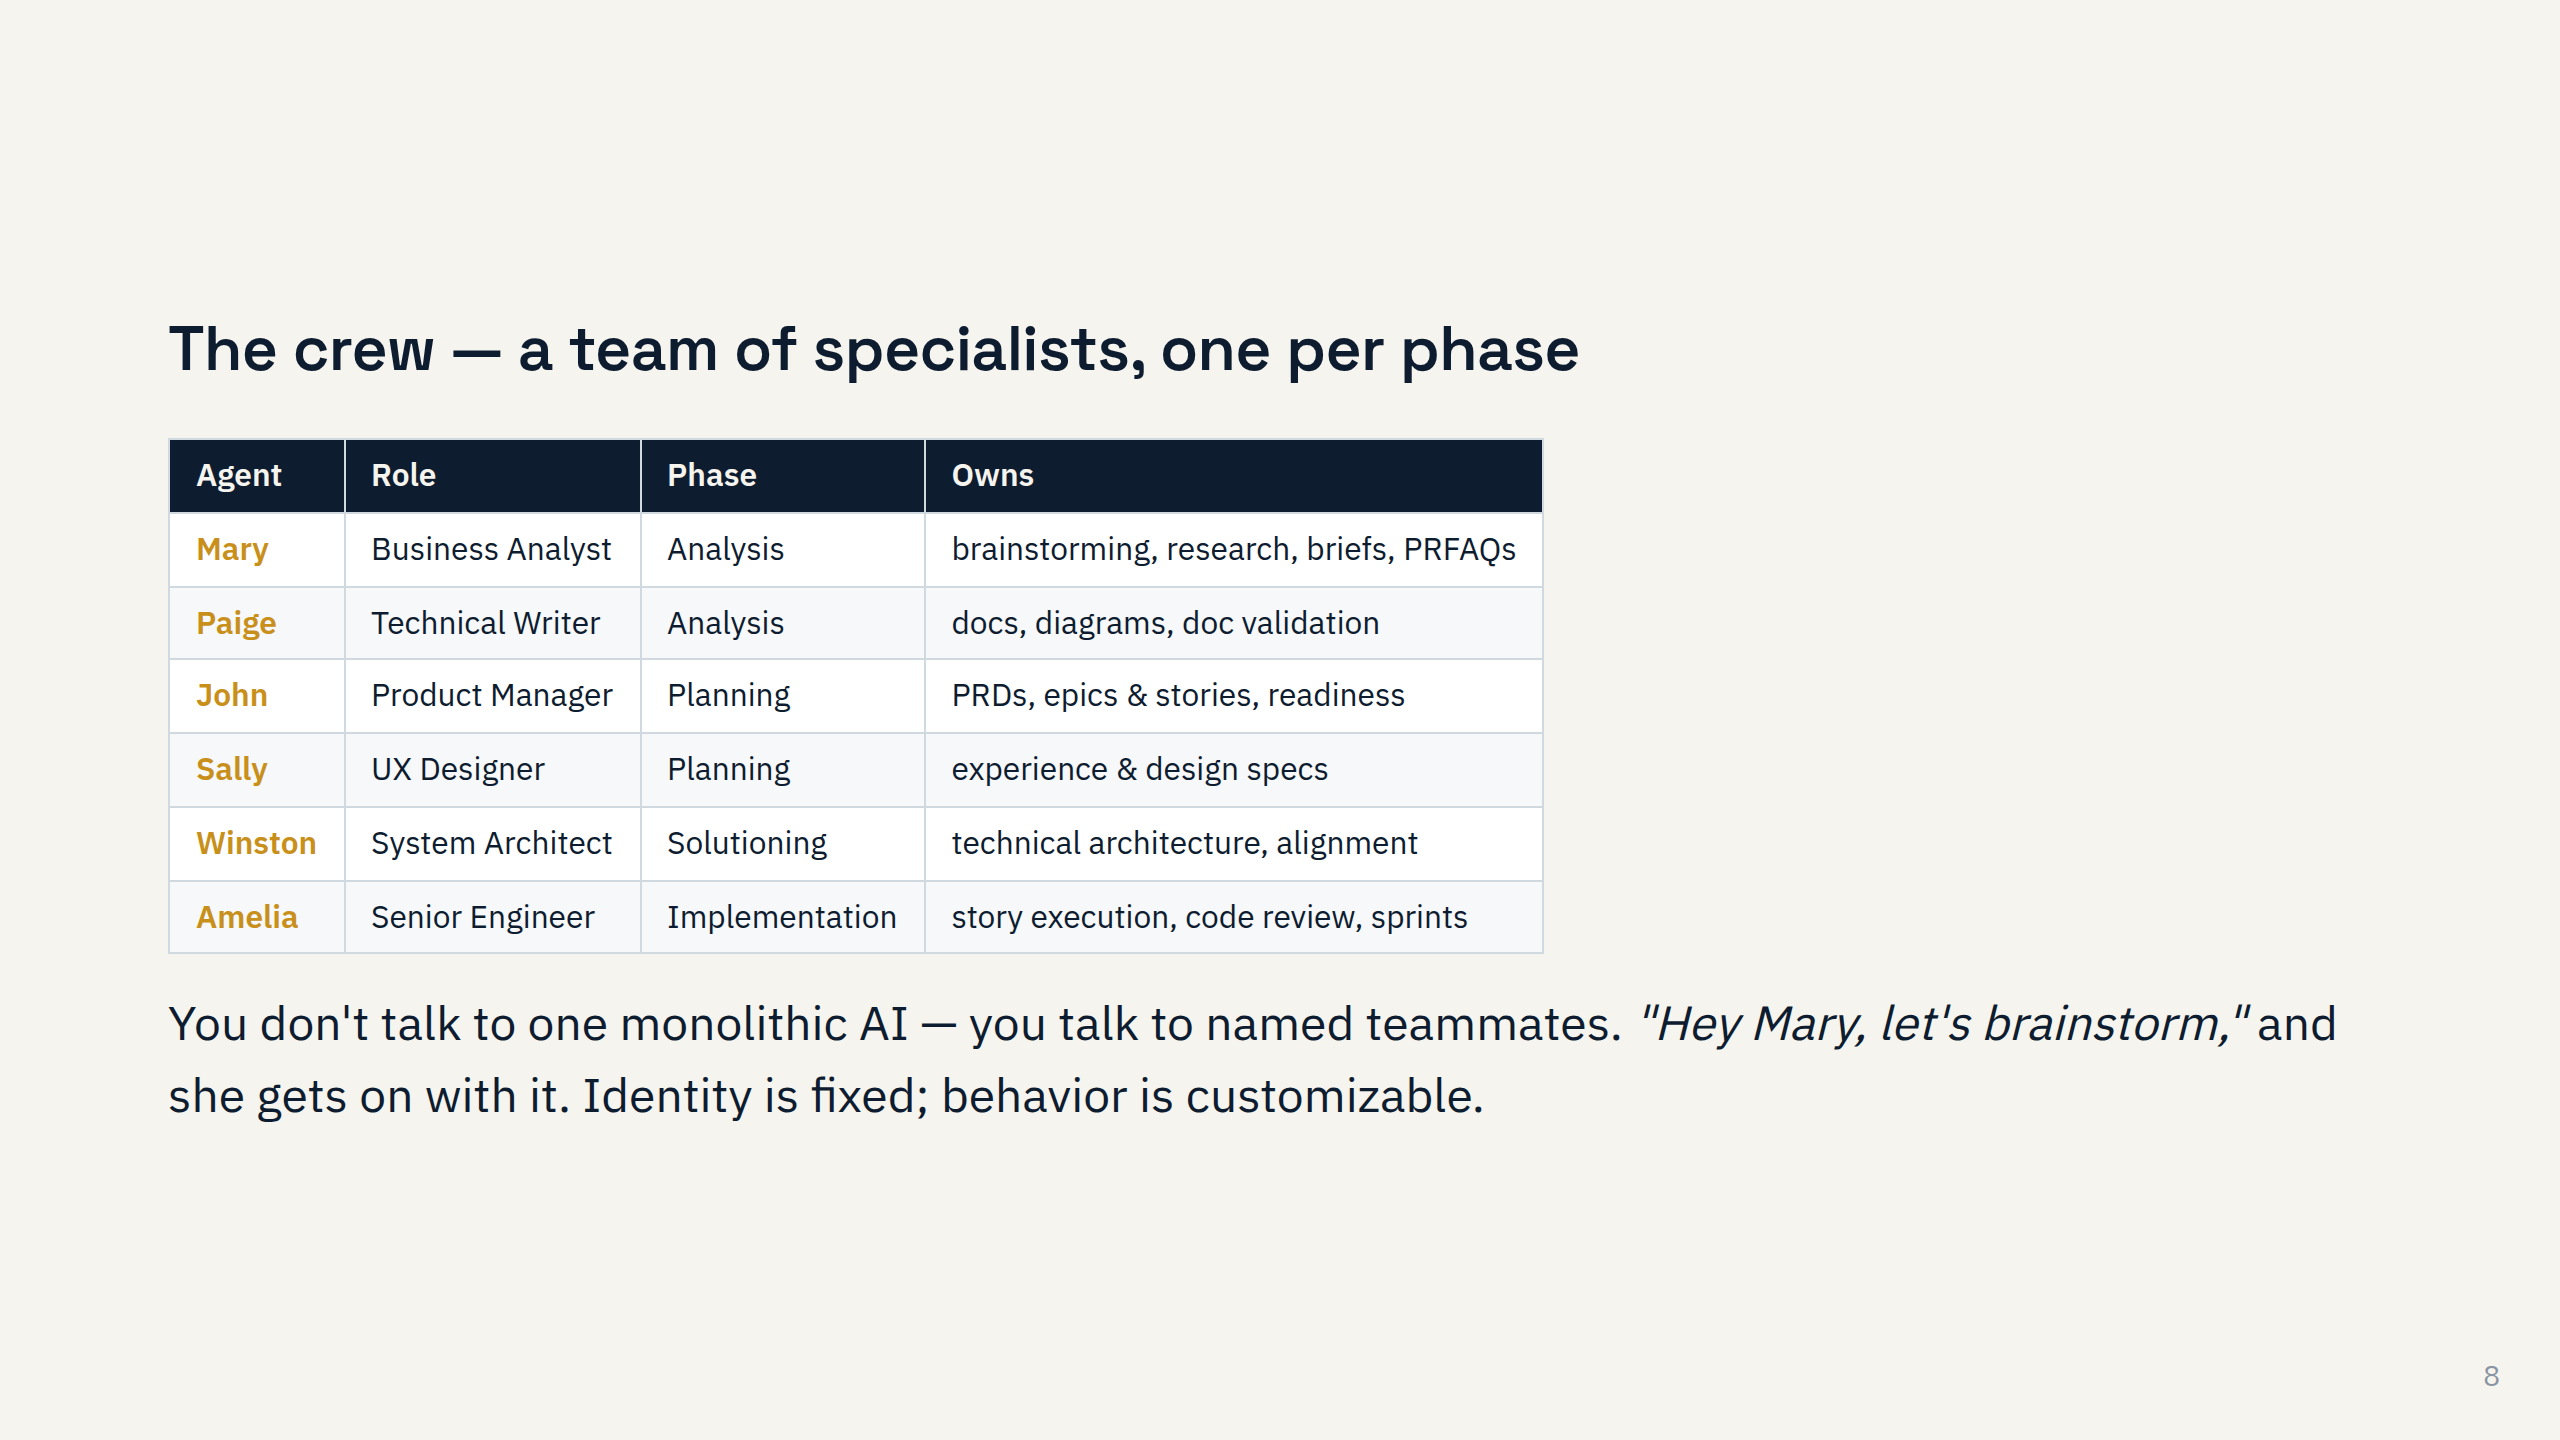 The crew — a team of specialists, one per phase
Agent Role Phase Owns
Mary Business Analyst Analysis brainstorming, research, briefs, PRFAQs
Paige Technical Writer Analysis docs, diagrams, doc validation
John Product Manager Planning PRDs, epics & stories, readiness
Sally UX Designer Planning experience & design specs
Winston System Architect Solutioning technical architecture, alignment
Amelia Senior Engineer Implementation story execution, code review, sprints
You don't talk to one monolithic AI — you talk to named teammates. "Hey Mary, let's brainstorm," and
she gets on with it. Identity is fixed; behavior is customizable.
8